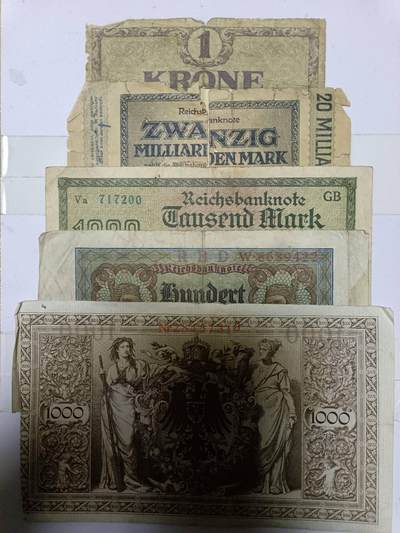 1
KRONE
Reichsbanknote
ZWANZIG
MILLIARDEN MARK
20 MILLIA
Reichsbanknote
Va 717200
GB
Tausend Mark
1000
R B D
Reichsbanknote
Hundert
1000
1000